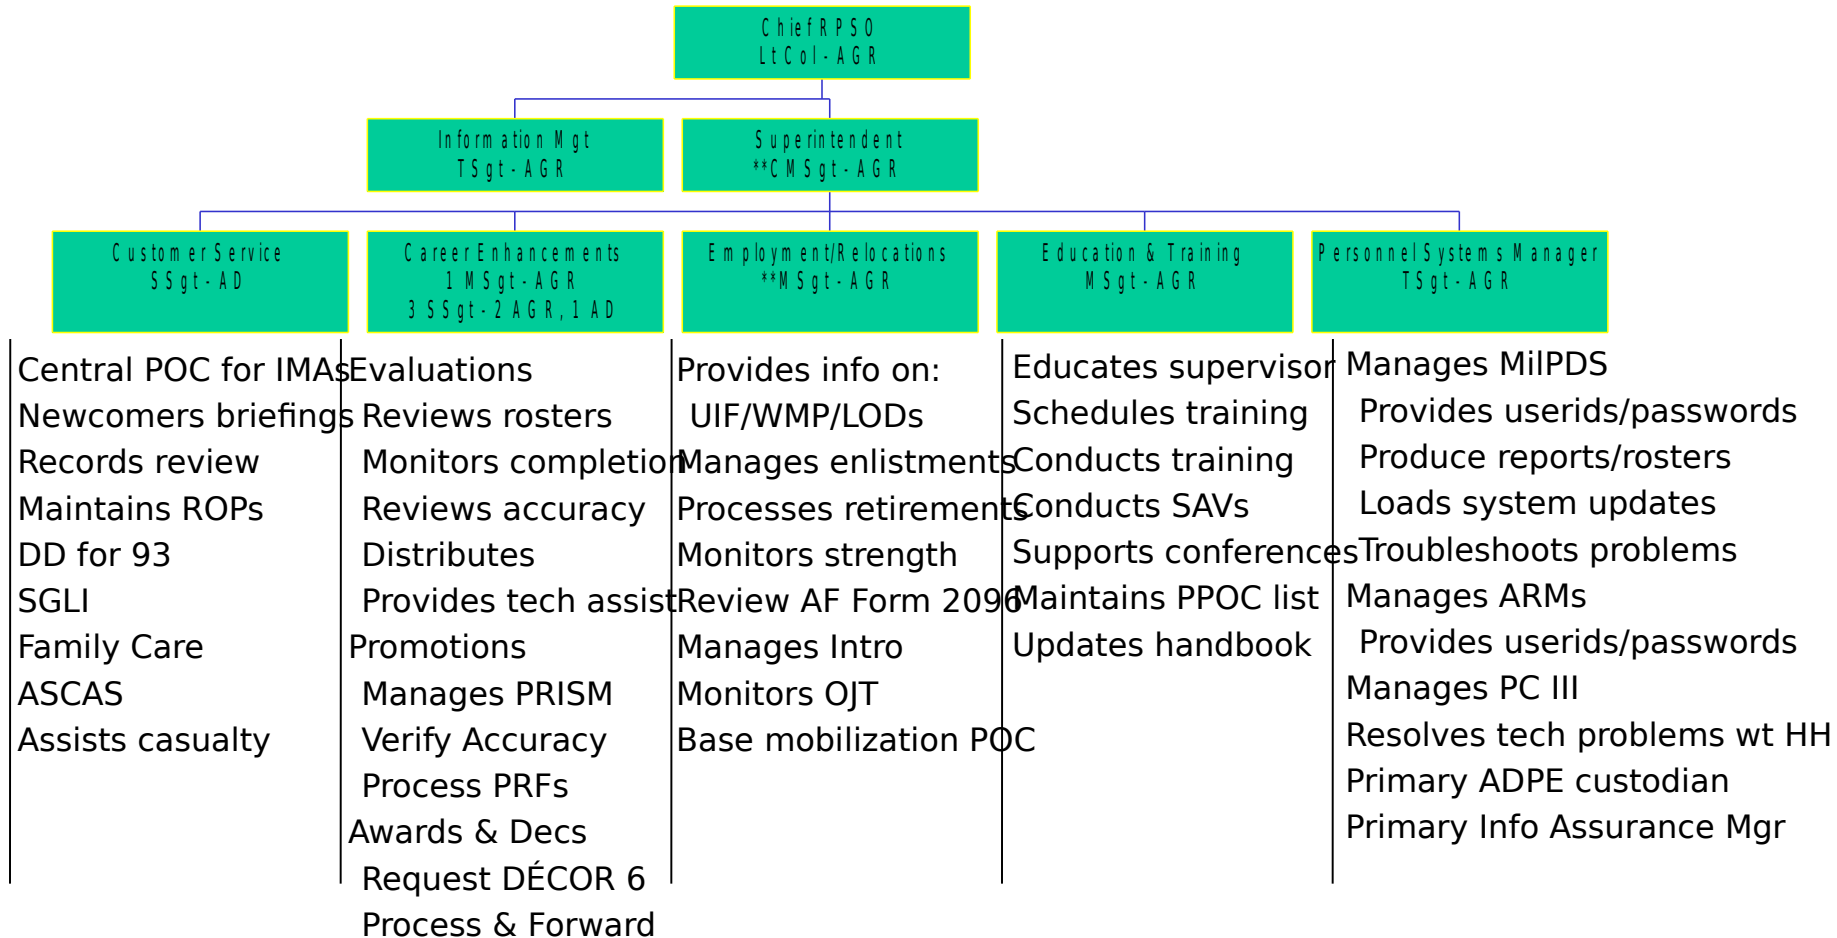 Chief RPSO
LtCol-AGR
Information Mgt
TSgt-AGR
Superintendent
**CMSgt-AGR
Customer Service
SSgt-AD
Career Enhancements
1 MSgt-AGR
3 SSgt-2 AGR, 1 AD
Employment/Relocations
**MSgt-AGR
Education & Training
MSgt-AGR
Personnel Systems Manager
TSgt-AGR
Central POC for IMAs
Newcomers briefings
Records review
Maintains ROPs
DD for 93
SGLI
Family Care
ASCAS
Assists casualty
Evaluations
Reviews rosters
Monitors completion
Reviews accuracy
Distributes
Provides tech assist
Promotions
Manages PRISM
Verify Accuracy
Process PRFs
Awards & Decs
Request DÉCOR 6
Process & Forward
Provides info on:
UIF/WMP/LODs
Manages enlistments
Processes retirements
Monitors strength
Review AF Form 2096
Manages Intro
Monitors OJT
Base mobilization POC
Educates supervisor
Schedules training
Conducts training
Conducts SAVs
Supports conferences
Maintains PPOC list
Updates handbook
Manages MilPDS
Provides userids/passwords
Produce reports/rosters
Loads system updates
Troubleshoots problems
Manages ARMs
Provides userids/passwords
Manages PC III
Resolves tech problems wt HH
Primary ADPE custodian
Primary Info Assurance Mgr